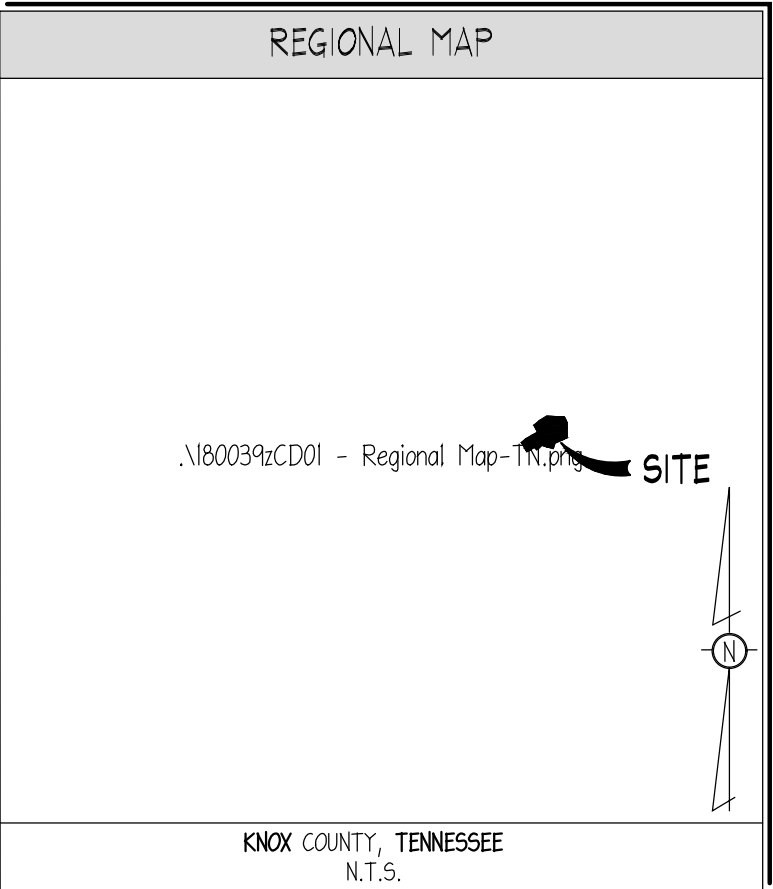 REGIONAL MAP
.\180039zCD01 - Regional Map-TN.png
SITE
N
KNOX COUNTY, TENNESSEE
N.T.S.